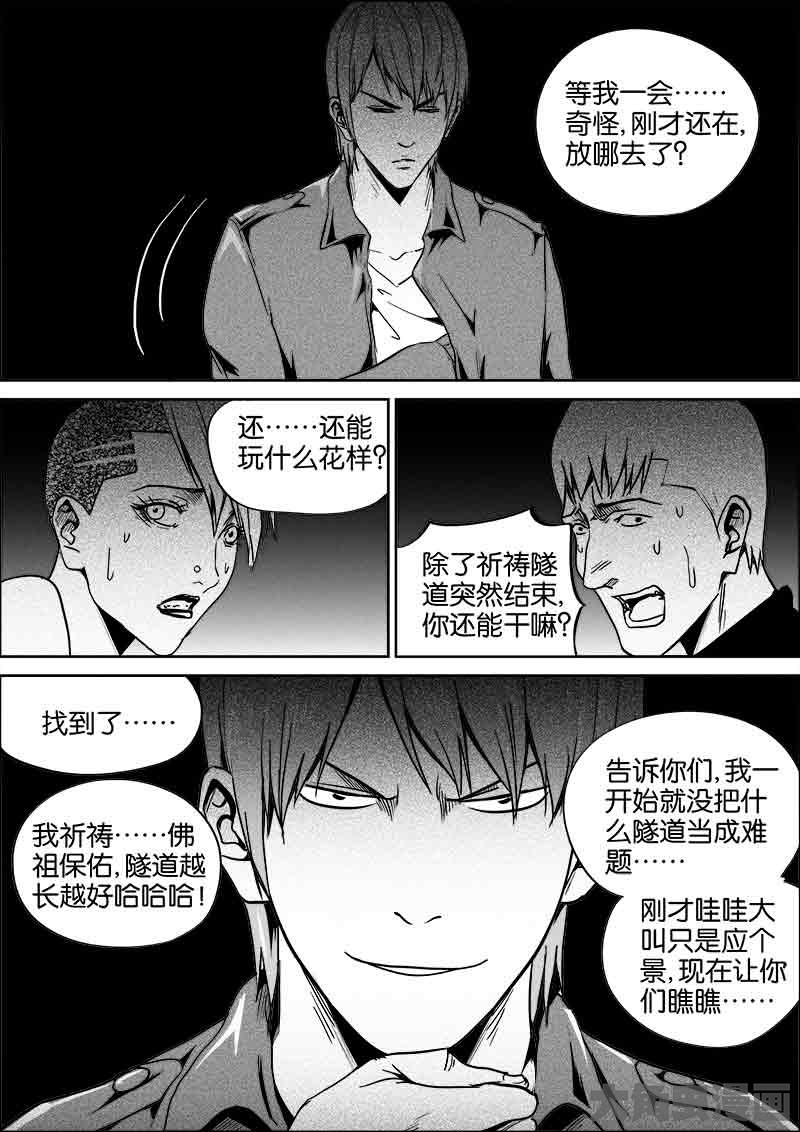 等我一会……
奇怪,刚才还在,
放哪去了?
还……还能
玩什么花样?
除了祈祷隧
道突然结束,
你还能干嘛?
找到了……
我祈祷……佛
祖保佑,隧道越
长越好哈哈哈!
告诉你们,我一
开始就没把什
么隧道当成难
题……
刚才哇哇大
叫只是应个
景,现在让你
们瞧瞧……